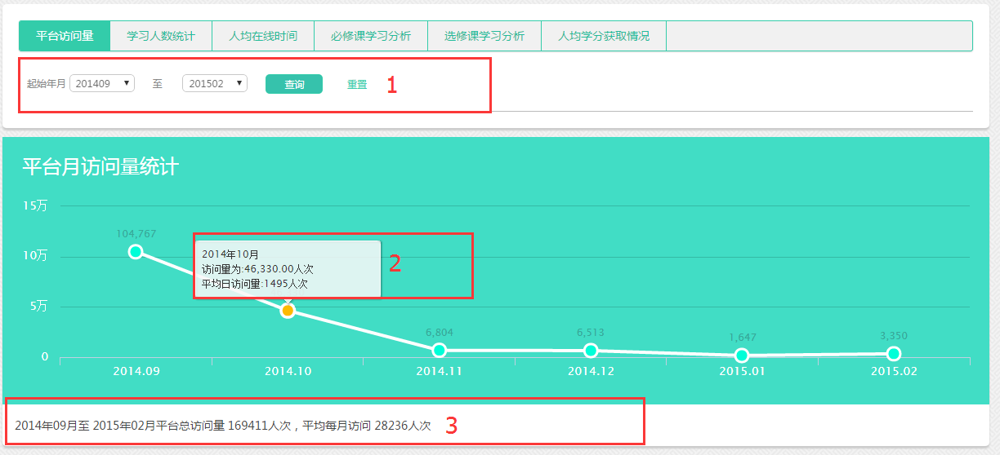 平台访问量 学习人数统计 人均在线时间 必修课学习分析 选修课学习分析 人均学分获取情况
起始年月 201409 至 201502 查询 重置 1
平台月访问量统计
15万
104,767
10万
2014年10月
访问量为:46,330.00人次 2
平均日访问量:1495人次
5万
6,804 6,513 1,647 3,350
0
2014.09 2014.10 2014.11 2014.12 2015.01 2015.02
2014年09月至 2015年02月平台总访问量 169411人次，平均每月访问 28236人次 3